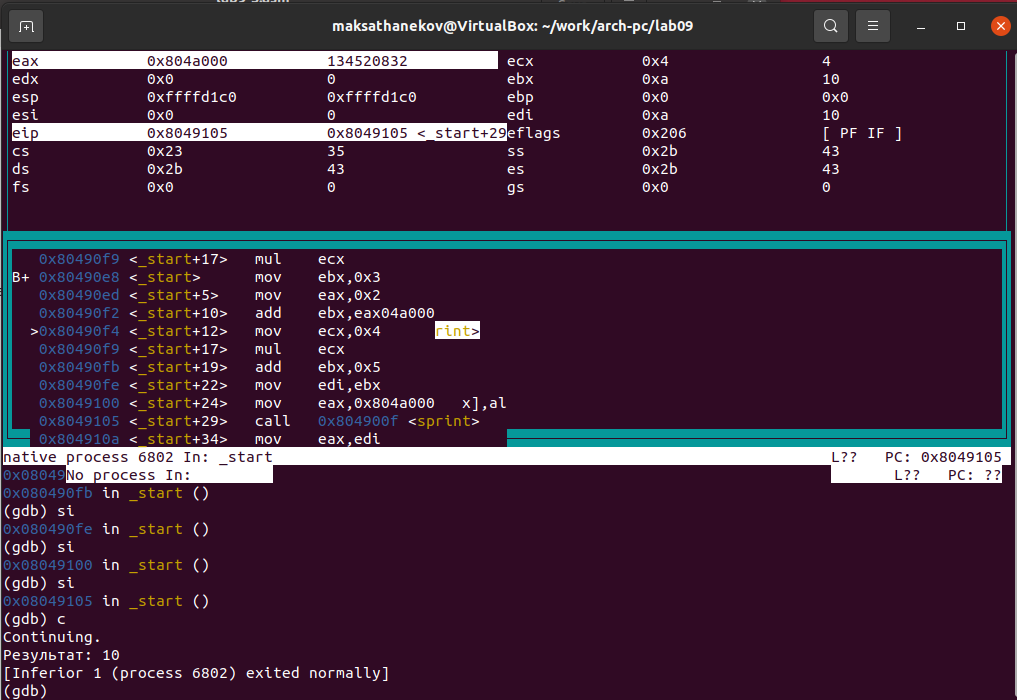 maksathanekov@VirtualBox: ~/work/arch-pc/lab09
eax 0x804a000 134520832 ecx 0x4 4
edx 0x0 0 ebx 0xa 10
esp 0xffffd1c0 0xffffd1c0 ebp 0x0 0x0
esi 0x0 0 edi 0xa 10
eip 0x8049105 0x8049105 <_start+29eflags 0x206 [ PF IF ]
cs 0x23 35 ss 0x2b 43
ds 0x2b 43 es 0x2b 43
fs 0x0 0 gs 0x0 0
0x80490f9 <_start+17> mul ecx
B+ 0x80490e8 <_start> mov ebx,0x3
0x80490ed <_start+5> mov eax,0x2
0x80490f2 <_start+10> add ebx,eax04a000
>0x80490f4 <_start+12> mov ecx,0x4 rint>
0x80490f9 <_start+17> mul ecx
0x80490fb <_start+19> add ebx,0x5
0x80490fe <_start+22> mov edi,ebx
0x8049100 <_start+24> mov eax,0x804a000 x],al
0x8049105 <_start+29> call 0x804900f <sprint>
0x804910a <_start+34> mov eax,edi
native process 6802 In: _start L?? PC: 0x8049105
0x08049No process In: L?? PC: ??
0x080490fb in _start ()
(gdb) si
0x080490fe in _start ()
(gdb) si
0x08049100 in _start ()
(gdb) si
0x08049105 in _start ()
(gdb) c
Continuing.
Результат: 10
[Inferior 1 (process 6802) exited normally]
(gdb)